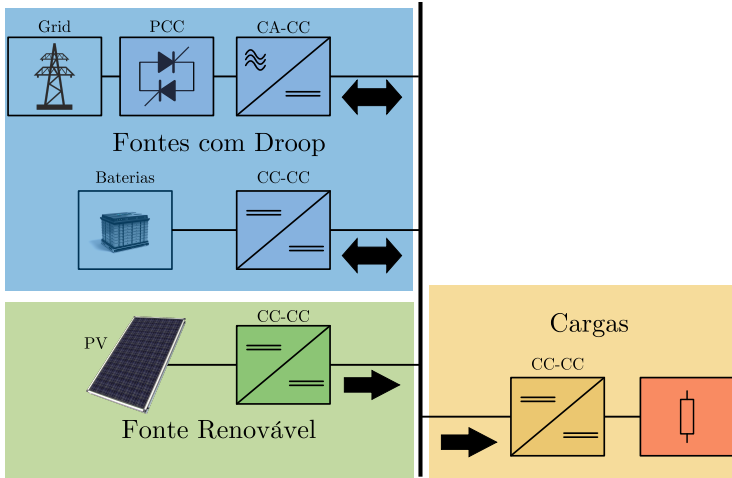 Grid
PCC
CA-CC
Fontes com Droop
Baterias
CC-CC
CC-CC
PV
Fonte Renovável
Cargas
CC-CC